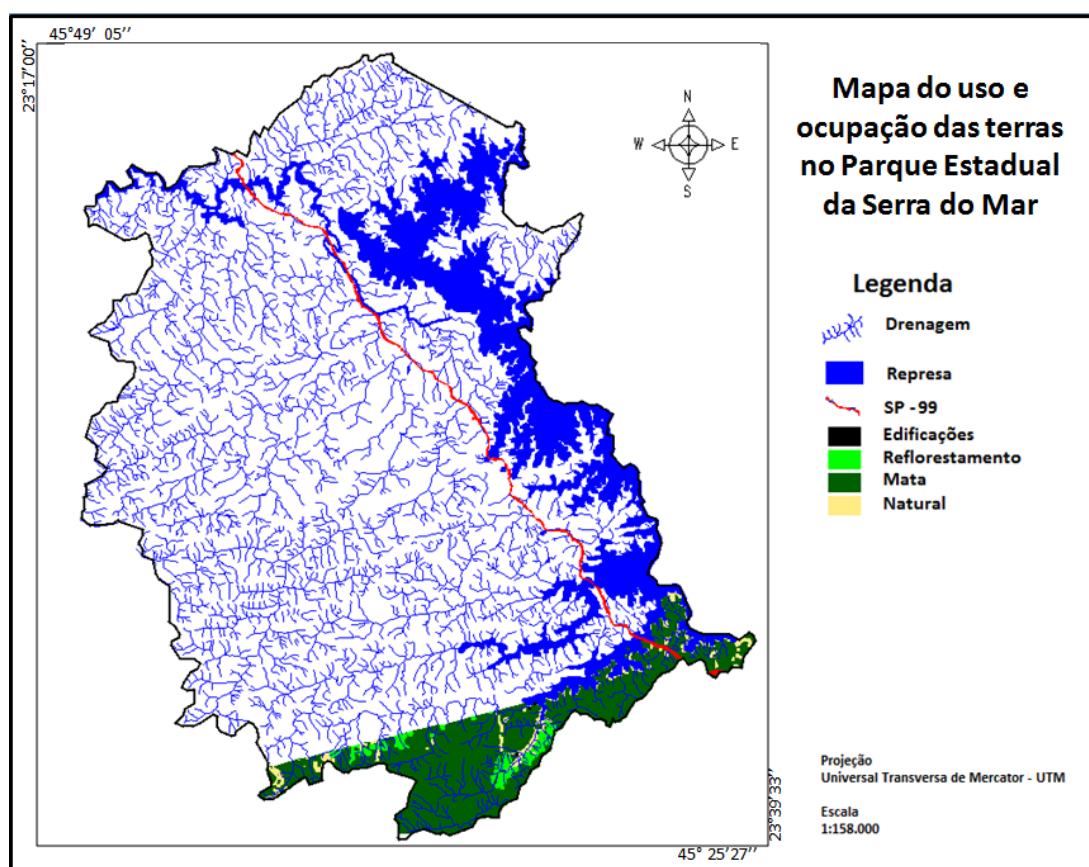 45°49' 05''
23°17'00''
Mapa do uso e
ocupação das terras
no Parque Estadual
da Serra do Mar
N
W
E
S
Legenda
Drenagem
Represa
SP - 99
Edificações
Reflorestamento
Mata
Natural
Projeção
Universal Transversa de Mercator - UTM
Escala
1:158.000
23°39'33''
45° 25'27''